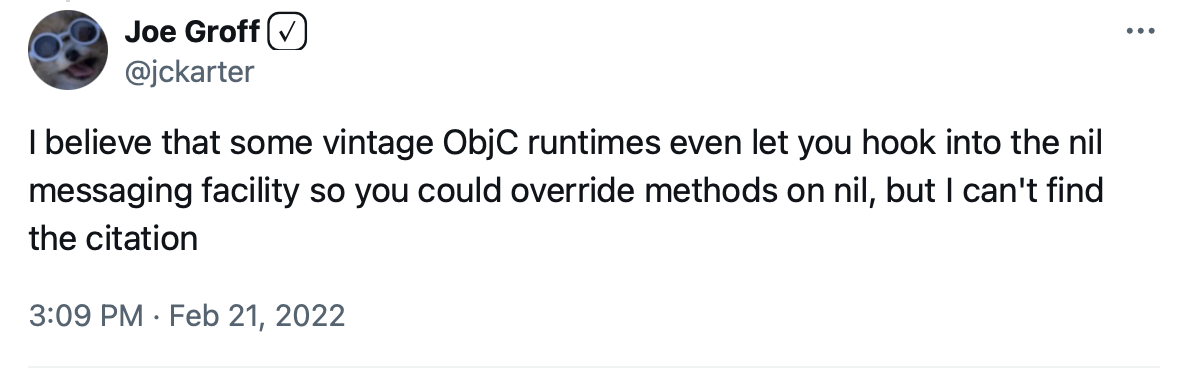 Joe Groff ✓
@jckarter
I believe that some vintage ObjC runtimes even let you hook into the nil
messaging facility so you could override methods on nil, but I can't find
the citation
3:09 PM · Feb 21, 2022